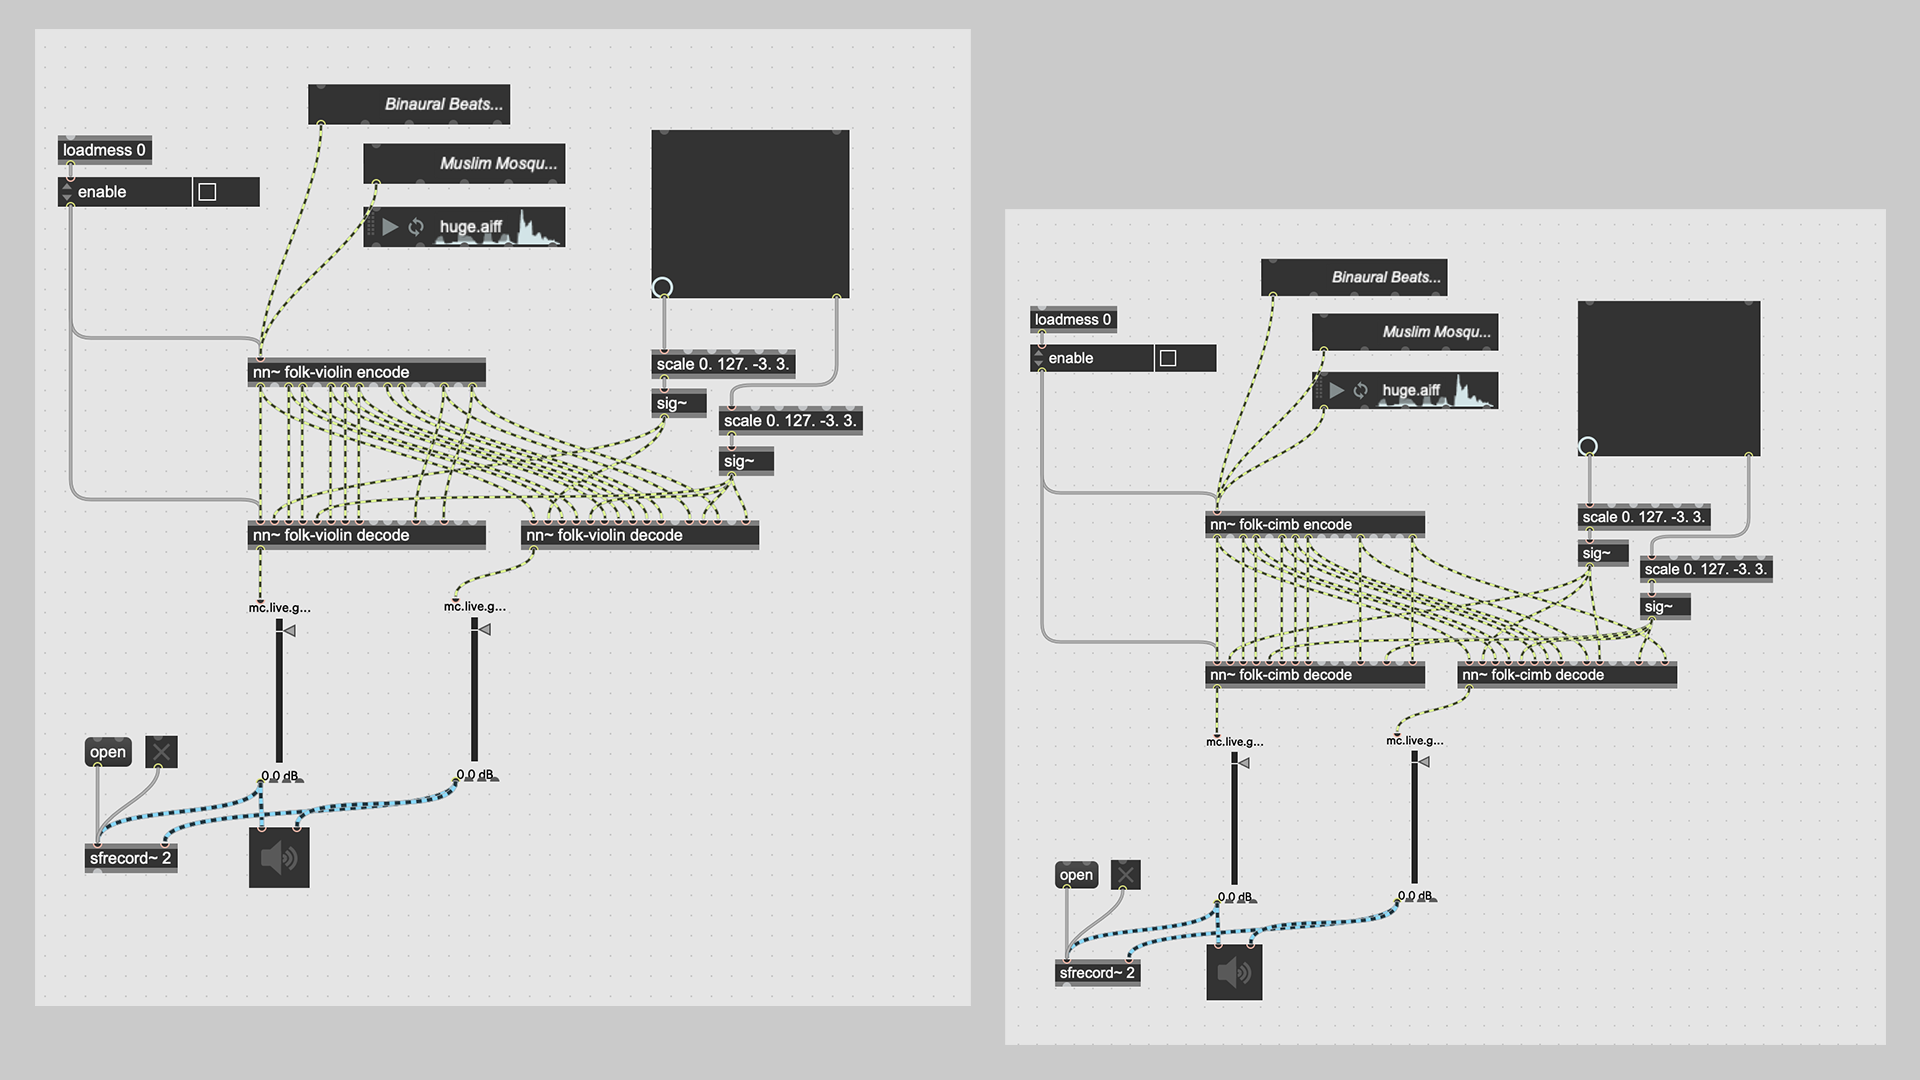 Binaural Beats...
loadmess 0
Muslim Mosqu...
enable
huge.aiff
nn~ folk-violin encode
scale 0. 127. -3. 3.
sig~
scale 0. 127. -3. 3.
sig~
nn~ folk-violin decode
nn~ folk-violin decode
mc.live.g...
mc.live.g...
open
0.0 dB
0.0 dB
sfrecord~ 2
Binaural Beats...
loadmess 0
Muslim Mosqu...
enable
huge.aiff
nn~ folk-cimb encode
scale 0. 127. -3. 3.
sig~
scale 0. 127. -3. 3.
sig~
nn~ folk-cimb decode
nn~ folk-cimb decode
mc.live.g...
mc.live.g...
open
0.0 dB
0.0 dB
sfrecord~ 2